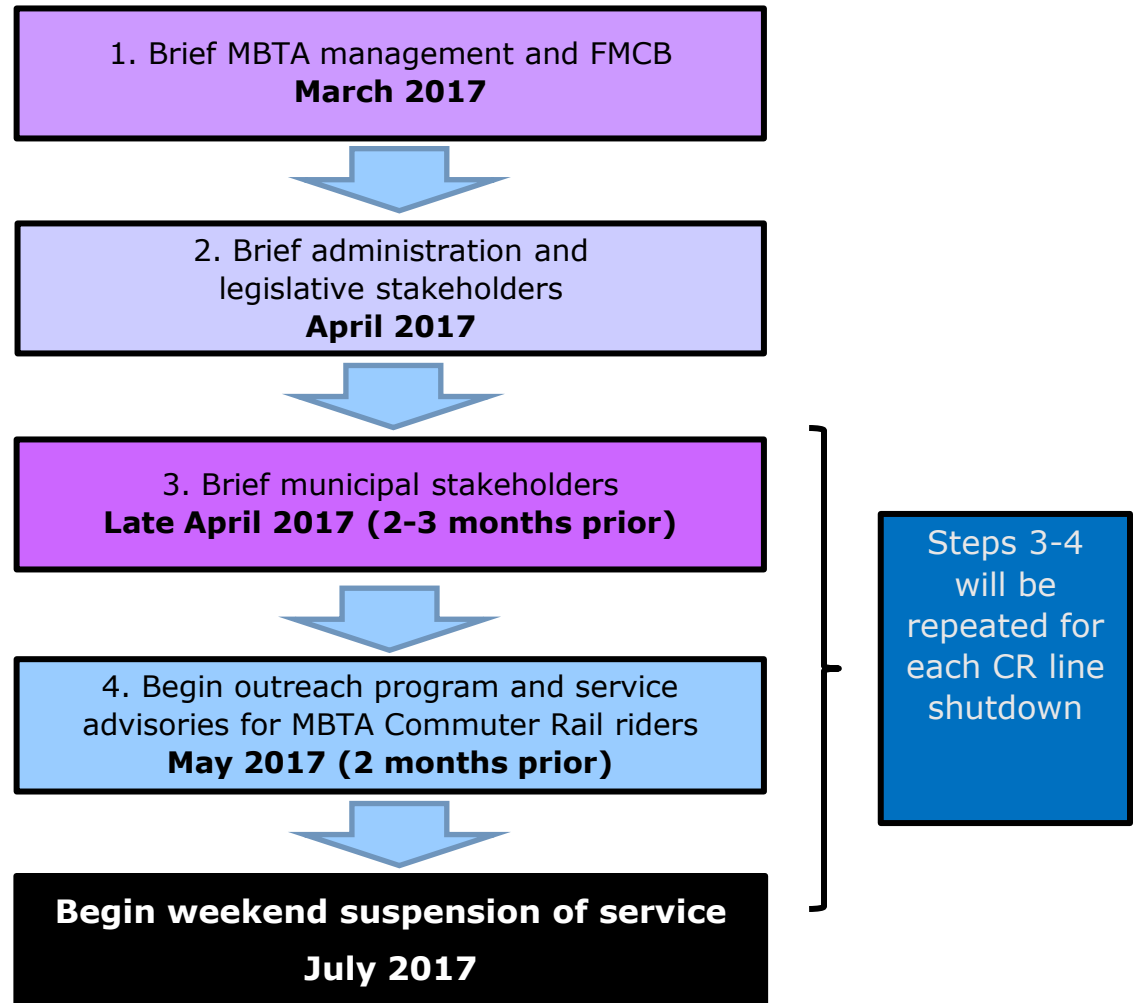 1. Brief MBTA management and FMCB
March 2017
2. Brief administration and
legislative stakeholders
April 2017
3. Brief municipal stakeholders
Late April 2017 (2-3 months prior)
4. Begin outreach program and service
advisories for MBTA Commuter Rail riders
May 2017 (2 months prior)
Begin weekend suspension of service
July 2017
Steps 3-4
will be
repeated for
each CR line
shutdown